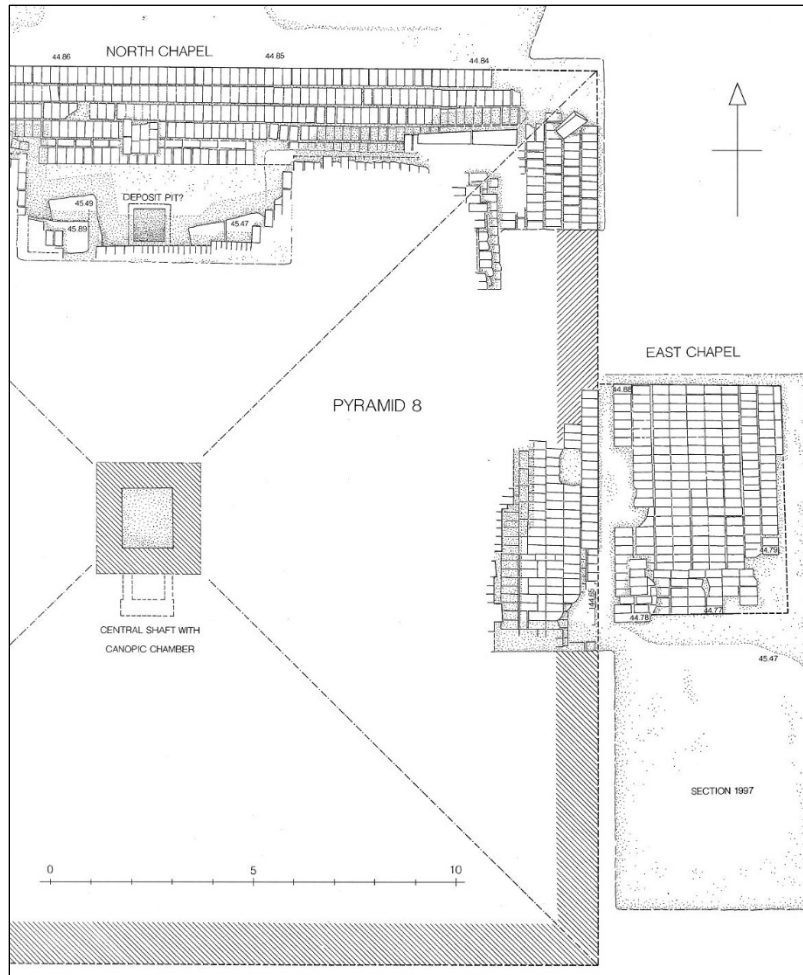 NORTH CHAPEL
44.86
44.85
44.84
DEPOSIT PIT?
45.49
45.89
45.47
EAST CHAPEL
44.88
PYRAMID 8
44.79
44.65
44.77
44.78
45.47
CENTRAL SHAFT WITH
CANOPIC CHAMBER
SECTION 1997
0 5 10